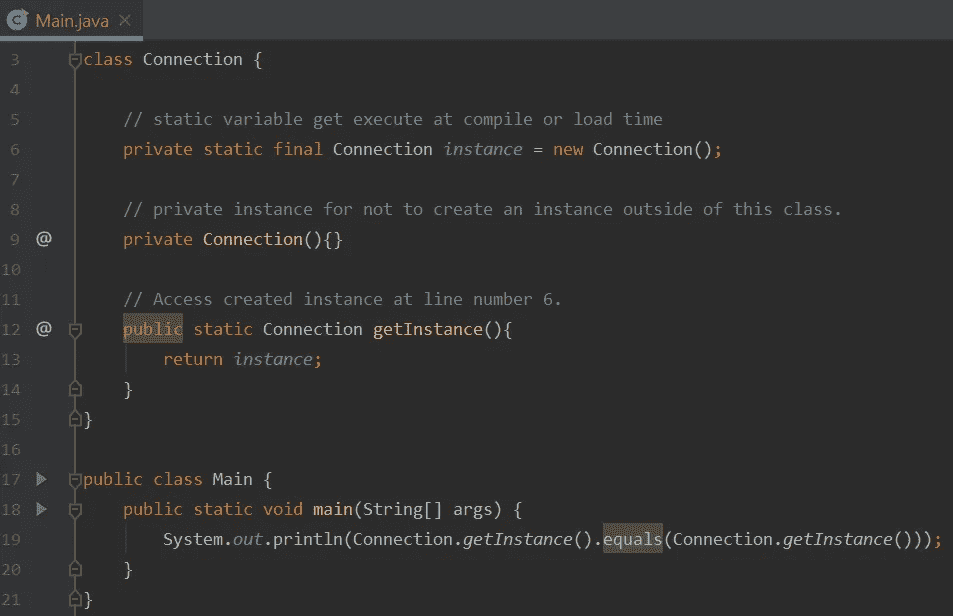 Main.java
3 class Connection {
4
5 // static variable get execute at compile or load time
6 private static final Connection instance = new Connection();
7
8 // private instance for not to create an instance outside of this class.
9 @ private Connection(){}
10
11 // Access created instance at line number 6.
12 @ public static Connection getInstance(){
13 return instance;
14 }
15 }
16
17 public class Main {
18 public static void main(String[] args) {
19 System.out.println(Connection.getInstance().equals(Connection.getInstance()));
20 }
21 }